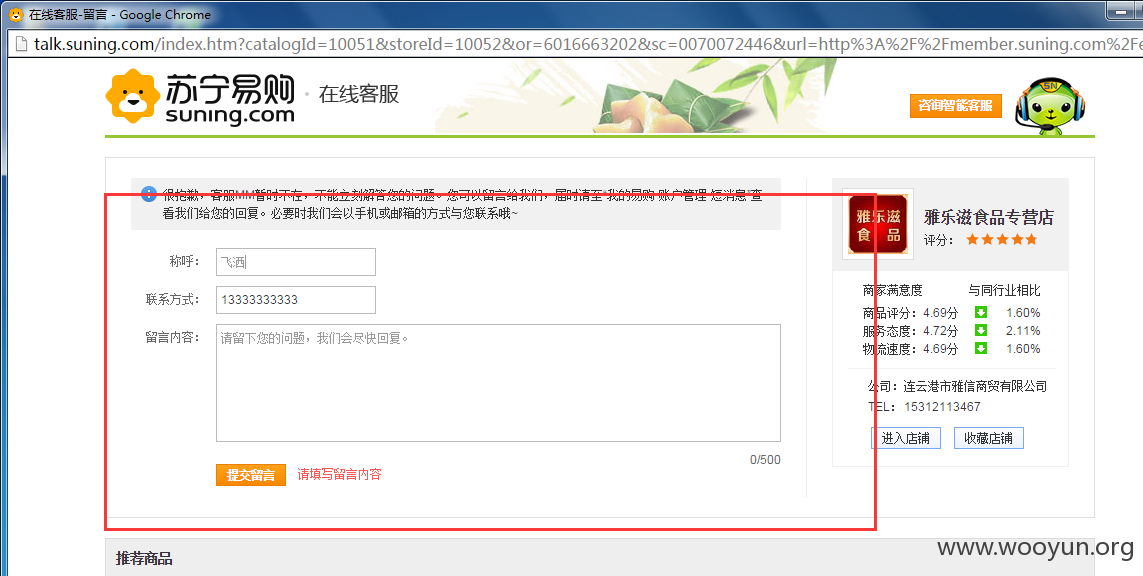 在线客服-留言 - Google Chrome
talk.suning.com/index.htm?catalogId=10051&storeId=10052&or=6016663202&sc=0070072446&url=http%3A%2F%2Fmember.suning.com%2F
苏宁易购
suning.com
在线客服
咨询智能客服
SN
很抱歉，客服MM暂时不在，不能立刻解答您的问题。您可以留言给我们，届时请至"我的易购-账户管理-短消息"查
看我们给您的回复。必要时我们会以手机或邮箱的方式与您联系哦~
称呼：
飞洒
联系方式：
13333333333
留言内容：
请留下您的问题，我们会尽快回复。
0/500
提交留言
请填写留言内容
雅乐滋
食品
雅乐滋食品专营店
评分：
商家满意度
与同行业相比
商品评分：4.69分 1.60%
服务态度：4.72分 2.11%
物流速度：4.69分 1.60%
公司：连云港市雅信商贸有限公司
TEL：15312113467
进入店铺
收藏店铺
推荐商品
www.wooyun.org